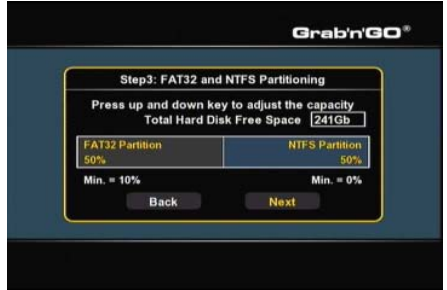 Grab'n'GO®
Step3: FAT32 and NTFS Partitioning
Press up and down key to adjust the capacity
Total Hard Disk Free Space 241Gb
FAT32 Partition NTFS Partition
50% 50%
Min. = 10% Min. = 0%
Back Next